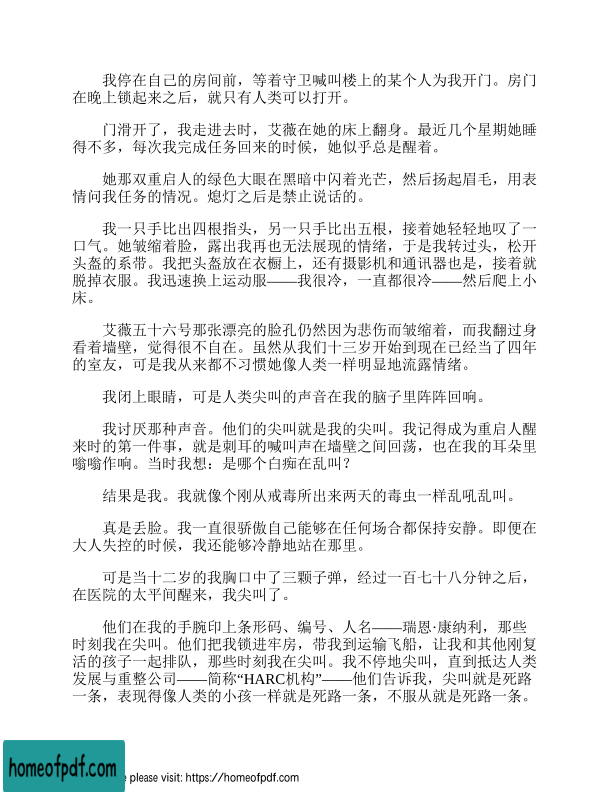 我停在自己的房间前，等着守卫喊叫楼上的某个人为我开门。房门
在晚上锁起来之后，就只有人类可以打开。
门滑开了，我走进去时，艾薇在她的床上翻身。最近几个星期她睡
得不多，每次我完成任务回来的时候，她似乎总是醒着。
她那双重启人的绿色大眼在黑暗中闪着光芒，然后扬起眉毛，用表
情问我任务的情况。熄灯之后是禁止说话的。
我一只手比出四根指头，另一只手比出五根，接着她轻轻地叹了一
口气。她皱缩着脸，露出我再也无法展现的情绪，于是我转过头，松开
头盔的系带。我把头盔放在衣橱上，还有摄影机和通讯器也是，接着就
脱掉衣服。我迅速换上运动服——我很冷，一直都很冷——然后爬上小
床。
艾薇五十六号那张漂亮的脸孔仍然因为悲伤而皱缩着，而我翻过身
看着墙壁，觉得很不自在。虽然从我们十三岁开始到现在已经当了四年
的室友，可是我从来都不习惯她像人类一样明显地流露情绪。
我闭上眼睛，可是人类尖叫的声音在我的脑子里阵阵回响。
我讨厌那种声音。他们的尖叫就是我的尖叫。我记得成为重启人醒
来时的第一件事，就是刺耳的喊叫声在墙壁之间回荡，也在我的耳朵里
嗡嗡作响。当时我想：是哪个白痴在乱叫？
结果是我。我就像个刚从戒毒所出来两天的毒虫一样乱吼乱叫。
真是丢脸。我一直很骄傲自己能够在任何场合都保持安静。即便在
大人失控的时候，我还能够冷静地站在那里。
可是当十二岁的我胸口中了三颗子弹，经过一百七十八分钟之后，
在医院的太平间醒来，我尖叫了。
他们在我的手腕印上条形码、编号、人名——瑞恩·康纳利，那些
时刻我在尖叫。他们把我锁进牢房，带我到运输飞船，让我和其他刚复
活的孩子一起排队，那些时刻我在尖叫。我不停地尖叫，直到抵达人类
发展与重整公司——简称“HARC机构”——他们告诉我，尖叫就是死路
一条，表现得像人类的小孩一样就是死路一条，不服从就是死路一条。
homeofpdf.com
e please visit: https://homeofpdf.com